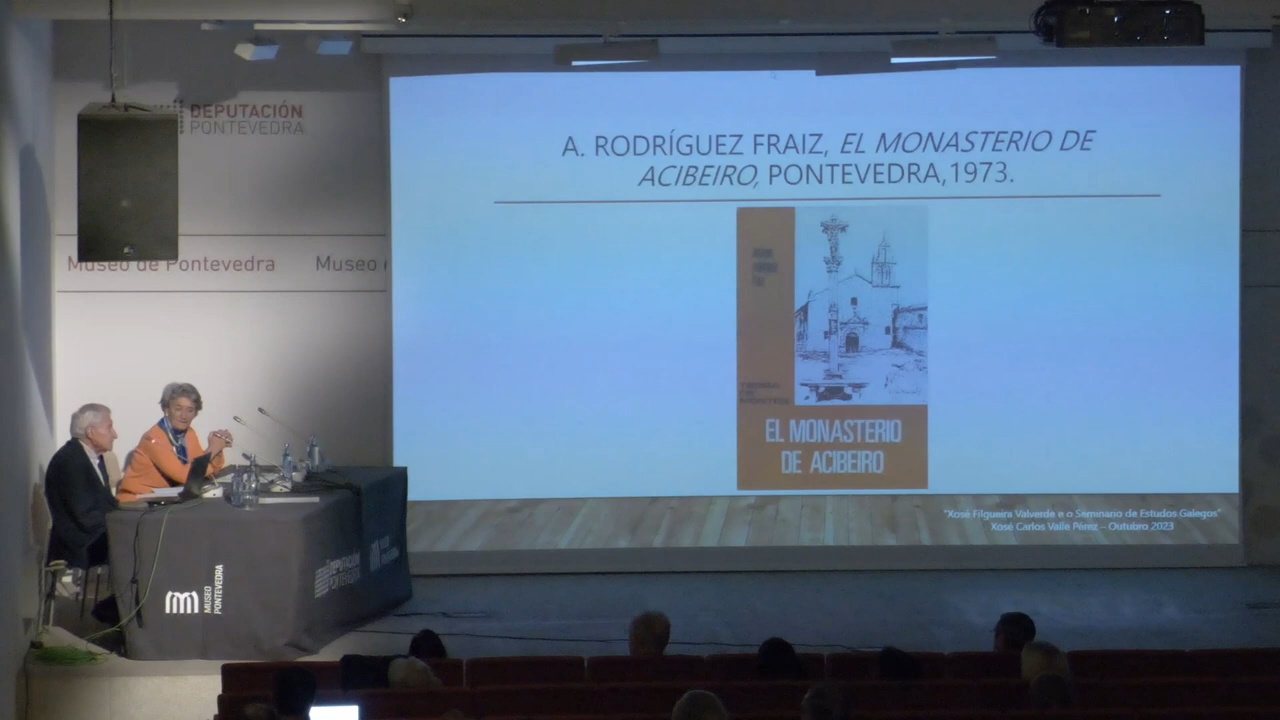 DEPUTACIÓN
PONTEVEDRA
Museo de Pontevedra Museo
A. RODRÍGUEZ FRAIZ, EL MONASTERIO DE
ACIBEIRO, PONTEVEDRA,1973.
EL MONASTERIO
DE ACIBEIRO
"Xosé Filgueira Valverde e o Seminario de Estudos Galegos"
Xosé Carlos Valle Pérez – Outubro 2023
MUSEO
PONTEVEDRA